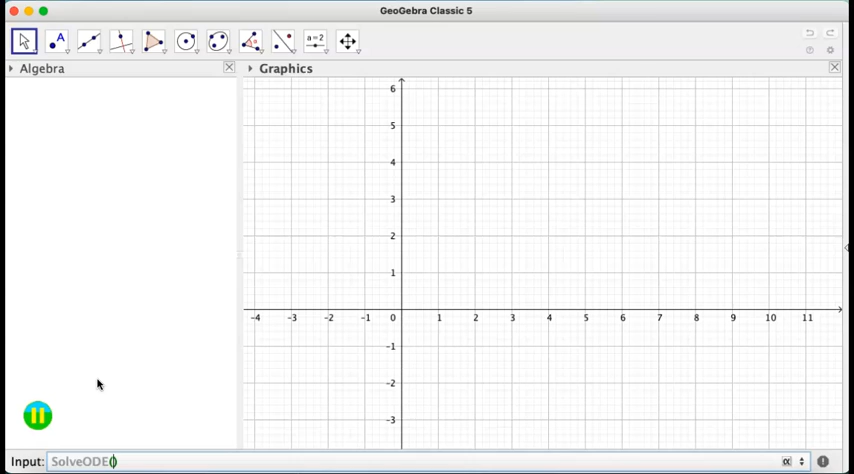 GeoGebra Classic 5
A
a=2
Algebra
Graphics
6
5
4
3
2
1
-4 -3 -2 -1 0 1 2 3 4 5 6 7 8 9 10 11
-1
-2
-3
Input: SolveODE() α